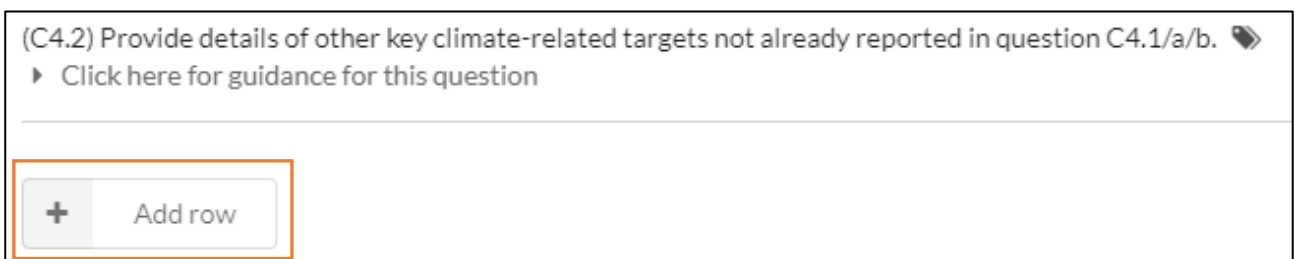 (C4.2) Provide details of other key climate-related targets not already reported in question C4.1/a/b.
Click here for guidance for this question
+ Add row